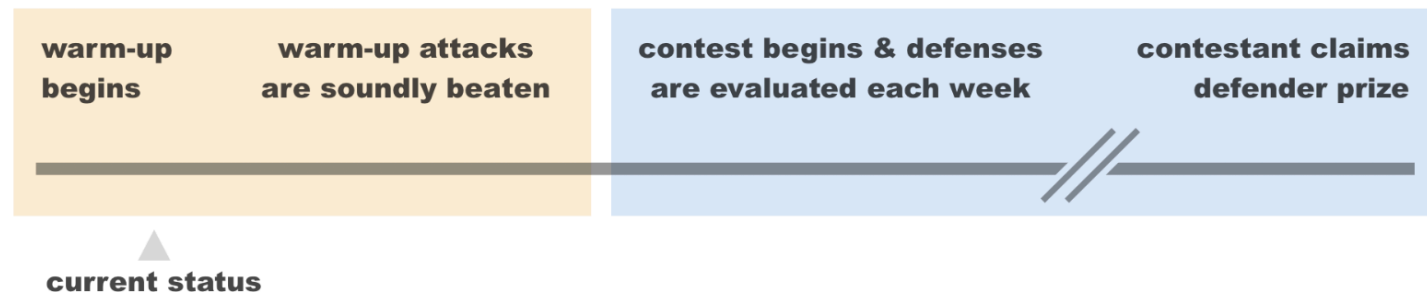 warm-up
begins
warm-up attacks
are soundly beaten
contest begins & defenses
are evaluated each week
contestant claims
defender prize
current status